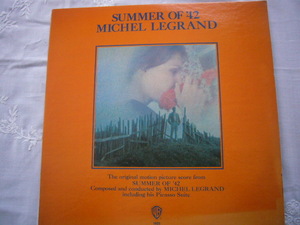 SUMMER OF '42
MICHEL LEGRAND
The original motion picture score from
SUMMER OF '42
Composed and conducted by MICHEL LEGRAND
including his Picasso Suite